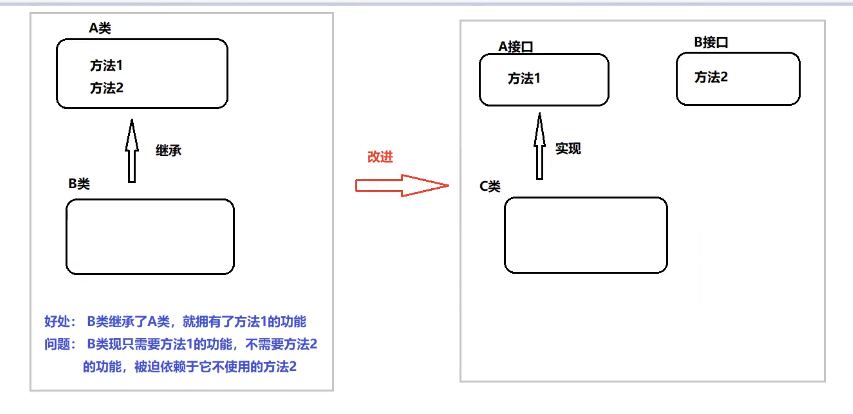 A类
方法1
方法2
继承
B类
好处： B类继承了A类，就拥有了方法1的功能
问题： B类现只需要方法1的功能，不需要方法2
的功能，被迫依赖于它不使用的方法2
改进
A接口
方法1
B接口
方法2
实现
C类